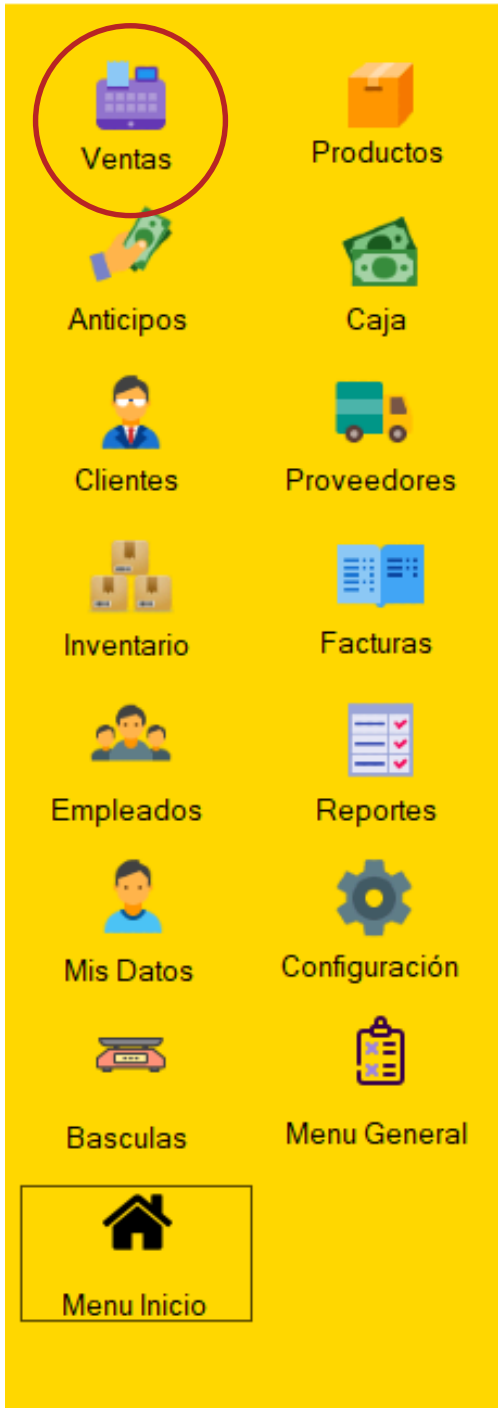 Ventas
Productos
Anticipos
Caja
Clientes
Proveedores
Inventario
Facturas
Empleados
Reportes
Mis Datos
Configuración
Basculas
Menu General
Menu Inicio